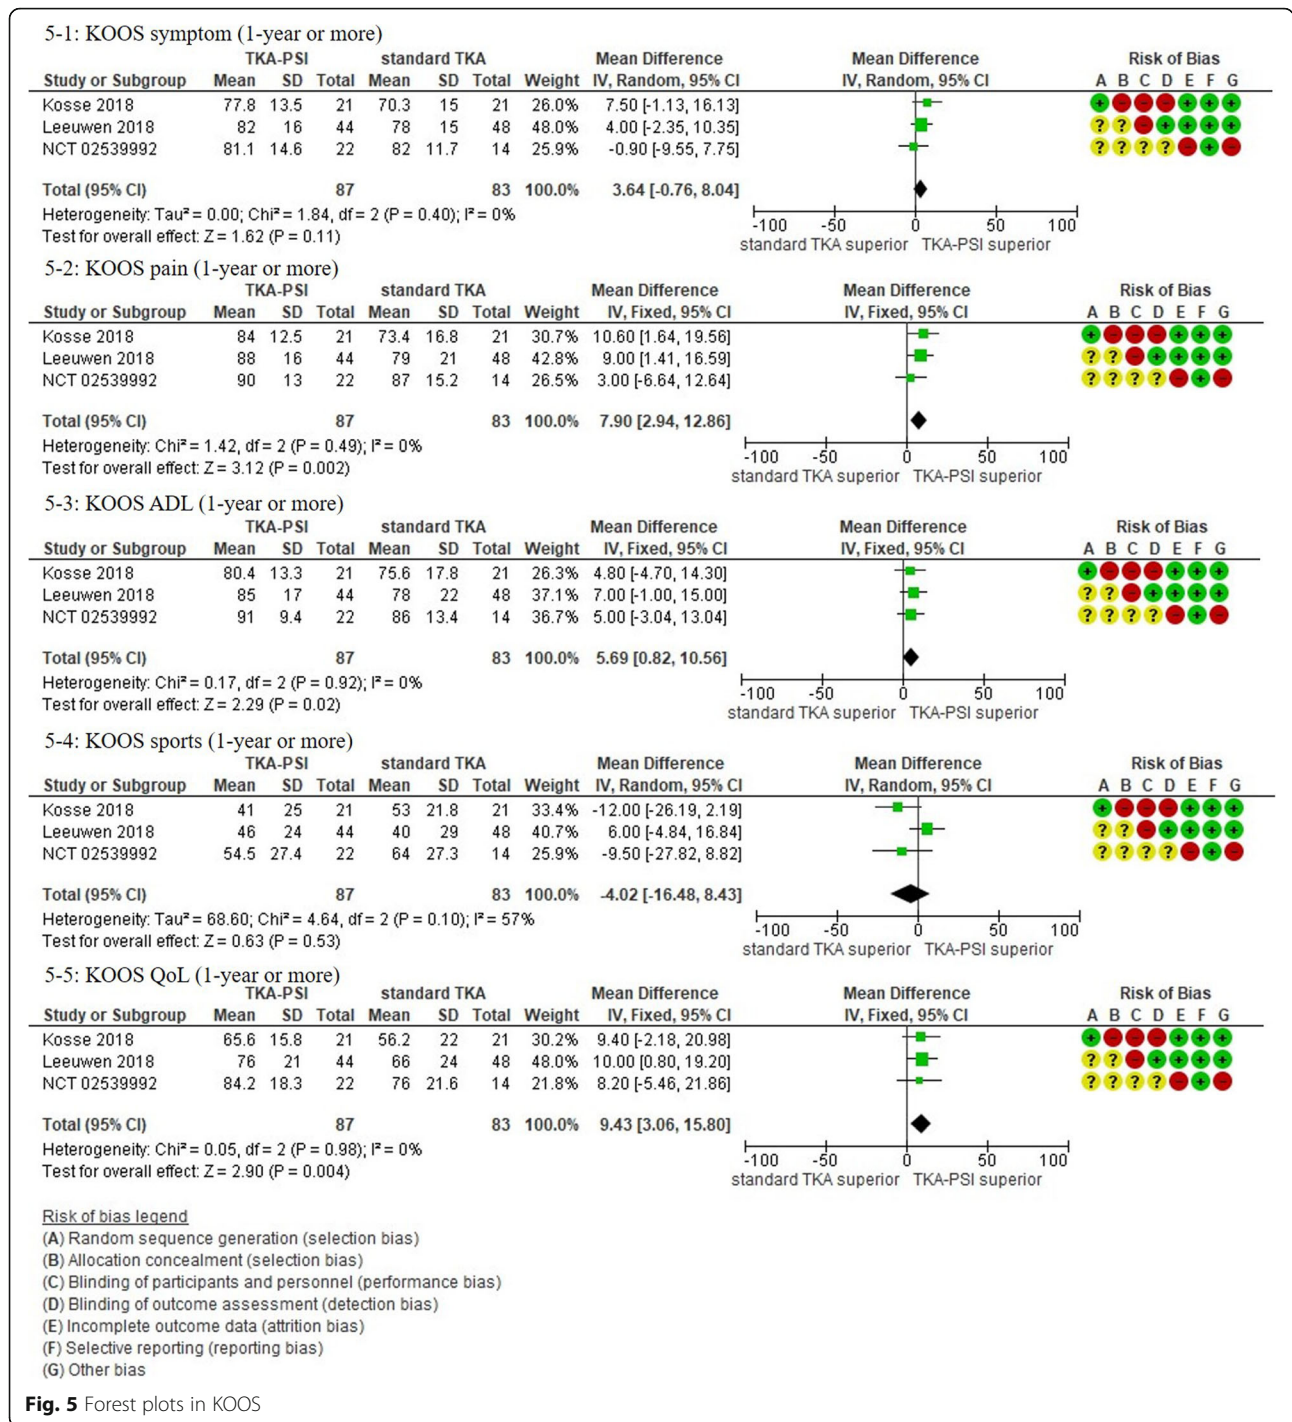 5-1: KOOS symptom (1-year or more)
TKA-PSI standard TKA Mean Difference Mean Difference Risk of Bias
Study or Subgroup Mean SD Total Mean SD Total Weight IV, Random, 95% CI IV, Random, 95% CI A B C D E F G
Kosse 2018 77.8 13.5 21 70.3 15 21 26.0% 7.50 [-1.13, 16.13] + - - - + + +
Leeuwen 2018 82 16 44 78 15 48 48.0% 4.00 [-2.35, 10.35] ? ? - + + + +
NCT 02539992 81.1 14.6 22 82 11.7 14 25.9% -0.90 [-9.55, 7.75] ? ? ? ? - + -
Total (95% CI) 87 83 100.0% 3.64 [-0.76, 8.04]
Heterogeneity: Tau² = 0.00; Chi² = 1.84, df = 2 (P = 0.40); I² = 0%
Test for overall effect: Z = 1.62 (P = 0.11)
-100 -50 0 50 100
standard TKA superior TKA-PSI superior
5-2: KOOS pain (1-year or more)
TKA-PSI standard TKA Mean Difference Mean Difference Risk of Bias
Study or Subgroup Mean SD Total Mean SD Total Weight IV, Fixed, 95% CI IV, Fixed, 95% CI A B C D E F G
Kosse 2018 84 12.5 21 73.4 16.8 21 30.7% 10.60 [1.64, 19.56] + - - - + + +
Leeuwen 2018 88 16 44 79 21 48 42.8% 9.00 [1.41, 16.59] ? ? - + + + +
NCT 02539992 90 13 22 87 15.2 14 26.5% 3.00 [-6.64, 12.64] ? ? ? ? - + -
Total (95% CI) 87 83 100.0% 7.90 [2.94, 12.86]
Heterogeneity: Chi² = 1.42, df = 2 (P = 0.49); I² = 0%
Test for overall effect: Z = 3.12 (P = 0.002)
-100 -50 0 50 100
standard TKA superior TKA-PSI superior
5-3: KOOS ADL (1-year or more)
TKA-PSI standard TKA Mean Difference Mean Difference Risk of Bias
Study or Subgroup Mean SD Total Mean SD Total Weight IV, Fixed, 95% CI IV, Fixed, 95% CI A B C D E F G
Kosse 2018 80.4 13.3 21 75.6 17.8 21 26.3% 4.80 [-4.70, 14.30] + - - - + + +
Leeuwen 2018 85 17 44 78 22 48 37.1% 7.00 [-1.00, 15.00] ? ? - + + + +
NCT 02539992 91 9.4 22 86 13.4 14 36.7% 5.00 [-3.04, 13.04] ? ? ? ? - + -
Total (95% CI) 87 83 100.0% 5.69 [0.82, 10.56]
Heterogeneity: Chi² = 0.17, df = 2 (P = 0.92); I² = 0%
Test for overall effect: Z = 2.29 (P = 0.02)
-100 -50 0 50 100
standard TKA superior TKA-PSI superior
5-4: KOOS sports (1-year or more)
TKA-PSI standard TKA Mean Difference Mean Difference Risk of Bias
Study or Subgroup Mean SD Total Mean SD Total Weight IV, Random, 95% CI IV, Random, 95% CI A B C D E F G
Kosse 2018 41 25 21 53 21.8 21 33.4% -12.00 [-26.19, 2.19] + - - - + + +
Leeuwen 2018 46 24 44 40 29 48 40.7% 6.00 [-4.84, 16.84] ? ? - + + + +
NCT 02539992 54.5 27.4 22 64 27.3 14 25.9% -9.50 [-27.82, 8.82] ? ? ? ? - + -
Total (95% CI) 87 83 100.0% -4.02 [-16.48, 8.43]
Heterogeneity: Tau² = 68.60; Chi² = 4.64, df = 2 (P = 0.10); I² = 57%
Test for overall effect: Z = 0.63 (P = 0.53)
-100 -50 0 50 100
standard TKA superior TKA-PSI superior
5-5: KOOS QoL (1-year or more)
TKA-PSI standard TKA Mean Difference Mean Difference Risk of Bias
Study or Subgroup Mean SD Total Mean SD Total Weight IV, Fixed, 95% CI IV, Fixed, 95% CI A B C D E F G
Kosse 2018 65.6 15.8 21 56.2 22 21 30.2% 9.40 [-2.18, 20.98] + - - - + + +
Leeuwen 2018 76 21 44 66 24 48 48.0% 10.00 [0.80, 19.20] ? ? - + + + +
NCT 02539992 84.2 18.3 22 76 21.6 14 21.8% 8.20 [-5.46, 21.86] ? ? ? ? - + -
Total (95% CI) 87 83 100.0% 9.43 [3.06, 15.80]
Heterogeneity: Chi² = 0.05, df = 2 (P = 0.98); I² = 0%
Test for overall effect: Z = 2.90 (P = 0.004)
-100 -50 0 50 100
standard TKA superior TKA-PSI superior
Risk of bias legend
(A) Random sequence generation (selection bias)
(B) Allocation concealment (selection bias)
(C) Blinding of participants and personnel (performance bias)
(D) Blinding of outcome assessment (detection bias)
(E) Incomplete outcome data (attrition bias)
(F) Selective reporting (reporting bias)
(G) Other bias
Fig. 5 Forest plots in KOOS